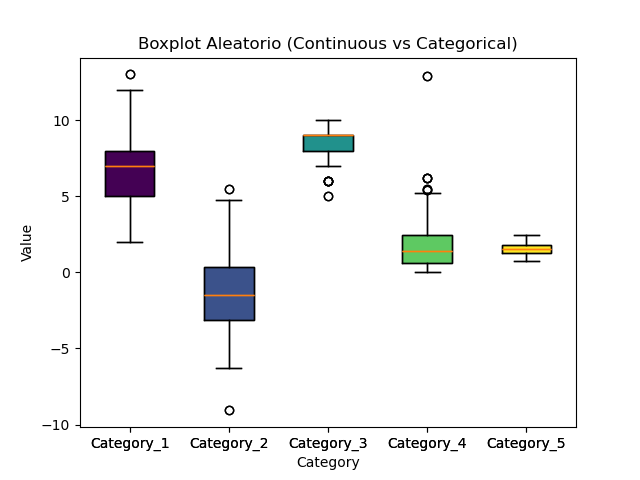 Boxplot Aleatorio (Continuous vs Categorical)
10
5
0
−5
−10
Value
Category_1 Category_2 Category_3 Category_4 Category_5
Category